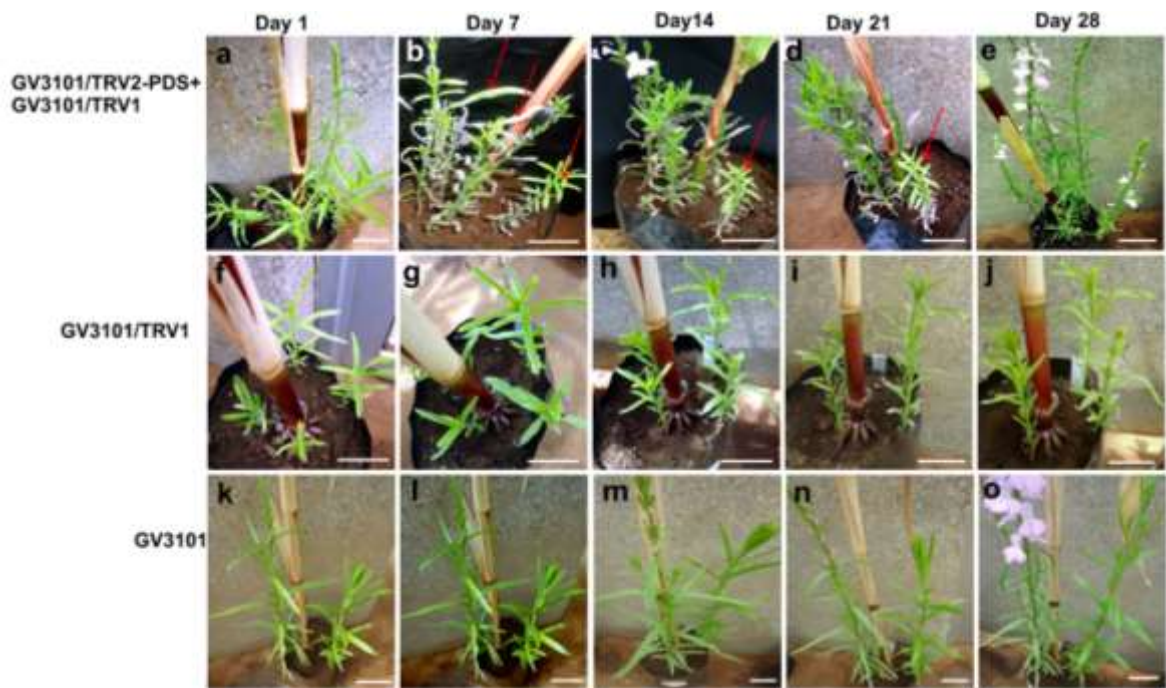 Day 1 Day 7 Day14 Day 21 Day 28
GV3101/TRV2-PDS+
GV3101/TRV1
a b c d e
GV3101/TRV1
f g h i j
GV3101
k l m n o